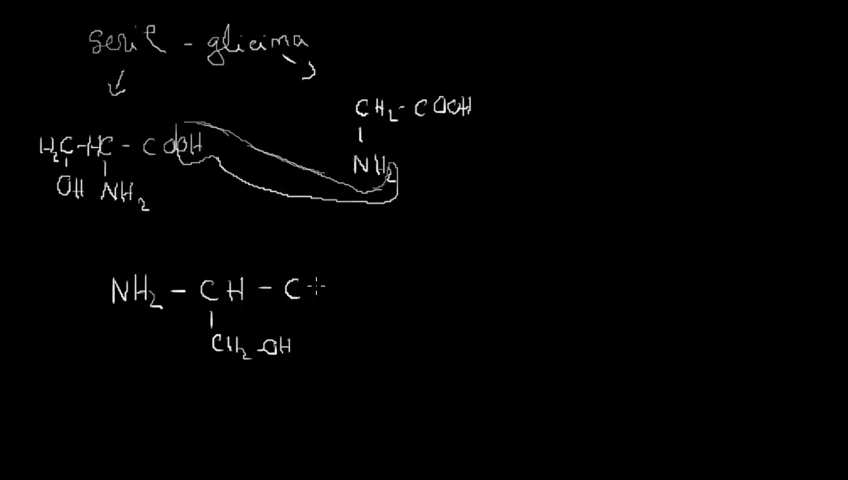 seril - glicina
CH2 - COOH
NH2
H2C - HC - COOH
OH NH2
NH2 - CH - C
CH2 - OH